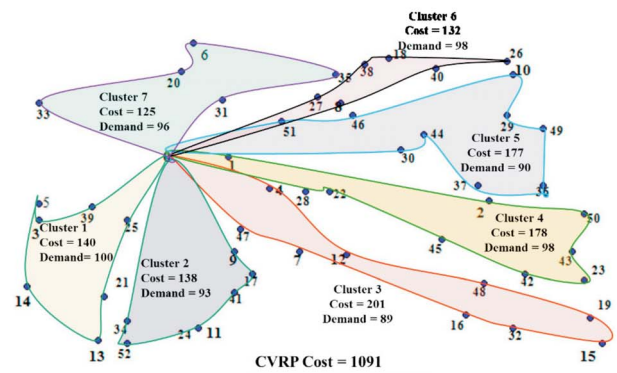 Cluster 6
Cost = 132
Demand = 98
6
18
26
38
40
10
20
35
Cluster 7
Cost = 125
Demand = 96
33
31
27
8
51
46
44
29
49
Cluster 5
Cost = 177
Demand = 90
30
1
37
36
4
28
22
2
5
39
3
Cluster 1
Cost = 140
Demand= 100
25
Cluster 4
Cost = 178
Demand = 98
50
47
45
43
Cluster 2
Cost = 138
Demand = 93
9
7
12
17
42
23
14
21
41
Cluster 3
Cost = 201
Demand = 89
48
34
24
11
16
32
19
13
52
15
CVRP Cost = 1091